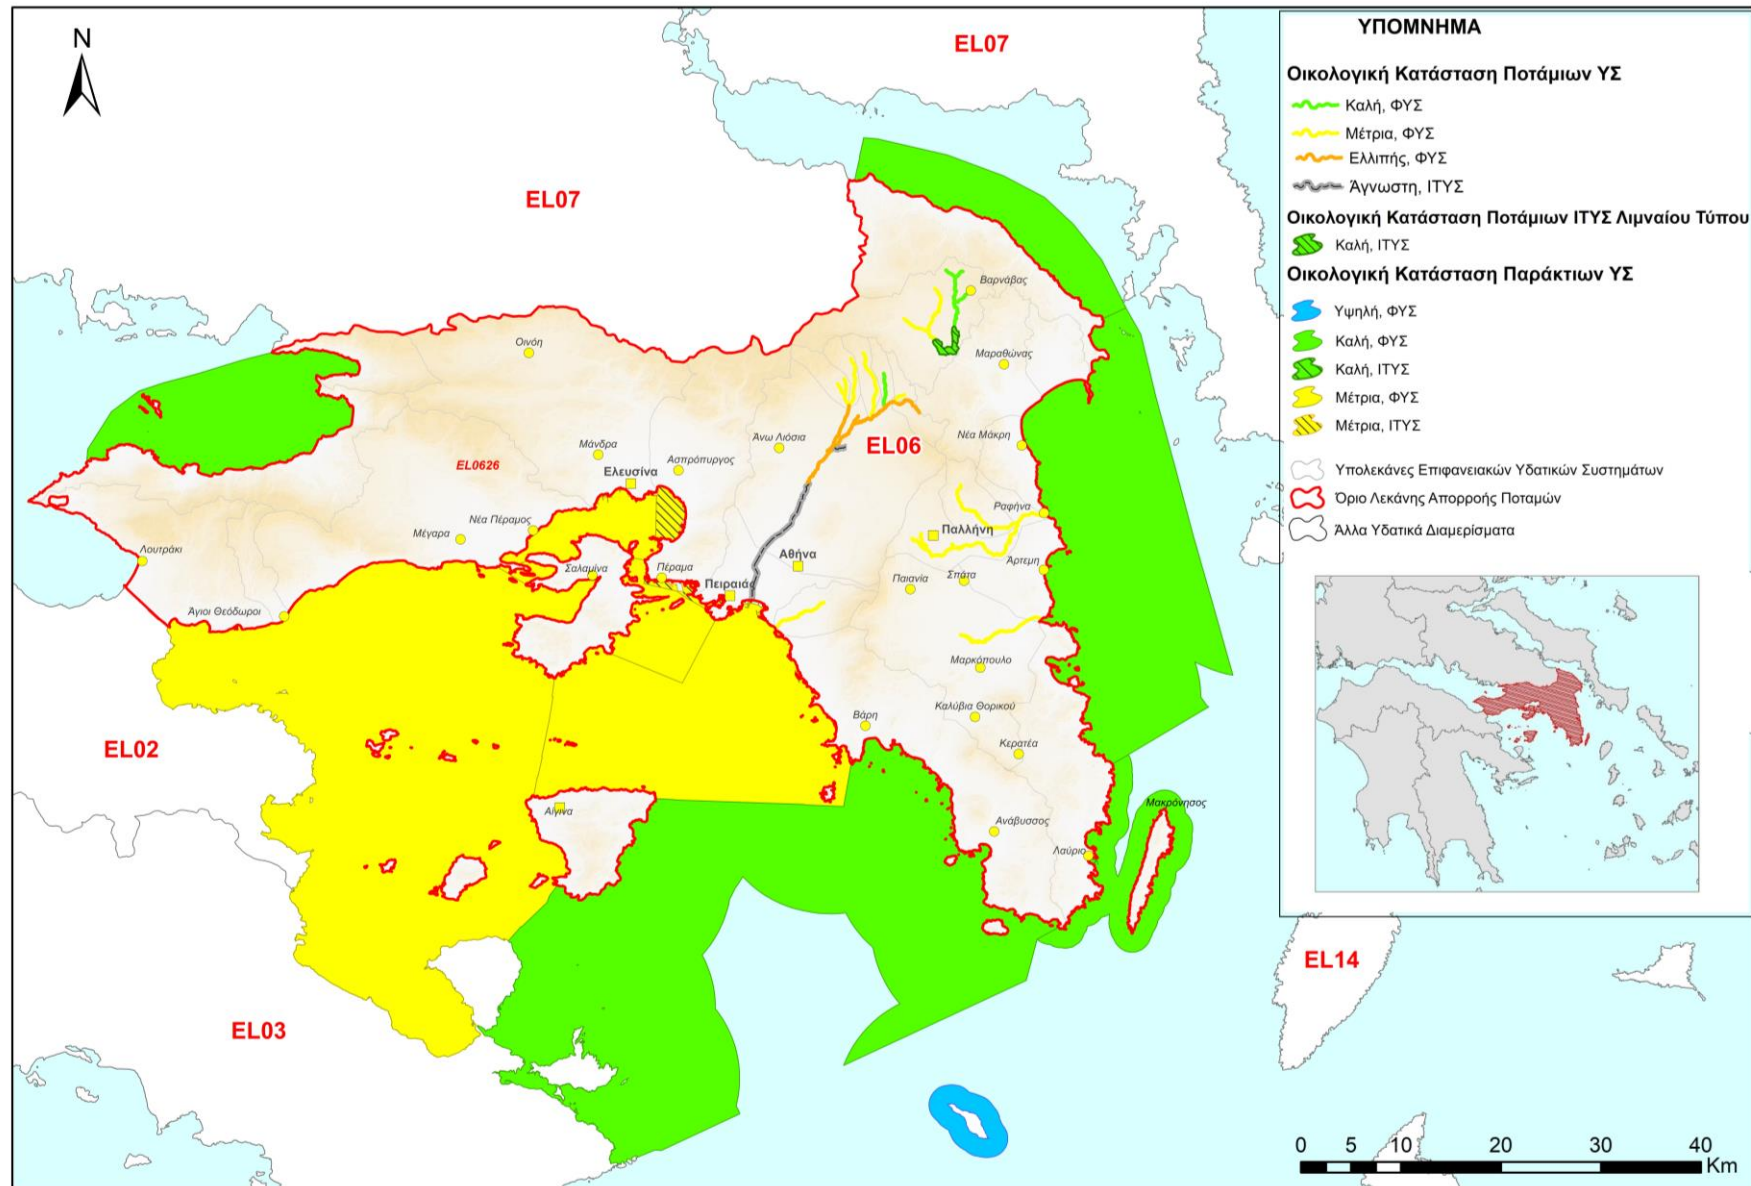 N
EL07
EL07
Βαρνάβας
Οινόη
Μαραθώνας
Άνω Λιόσια
Νέα Μάκρη
Μάνδρα
EL06
Ασπρόπυργος
EL0626
Ελευσίνα
Ραφήνα
Νέα Πέραμος
Παλλήνη
Μέγαρα
Λουτράκι
Αθήνα
Άρτεμη
Σαλαμίνα
Πέραμα
Πειραιάς
Παιανία
Σπάτα
Άγιοι Θεόδωροι
Μαρκόπουλο
Καλύβια Θορικού
Βάρη
EL02
Κερατέα
Μακρόνησος
Αίγινα
Ανάβυσσος
Λαύριο
EL14
EL03
ΥΠΟΜΝΗΜΑ
Οικολογική Κατάσταση Ποτάμιων ΥΣ
Καλή, ΦΥΣ
Μέτρια, ΦΥΣ
Ελλιπής, ΦΥΣ
Άγνωστη, ΙΤΥΣ
Οικολογική Κατάσταση Ποτάμιων ΙΤΥΣ Λιμναίου Τύπου
Καλή, ΙΤΥΣ
Οικολογική Κατάσταση Παράκτιων ΥΣ
Υψηλή, ΦΥΣ
Καλή, ΦΥΣ
Καλή, ΙΤΥΣ
Μέτρια, ΦΥΣ
Μέτρια, ΙΤΥΣ
Υπολεκάνες Επιφανειακών Υδατικών Συστημάτων
Όριο Λεκάνης Απορροής Ποταμών
Άλλα Υδατικά Διαμερίσματα
0 5 10 20 30 40
Km